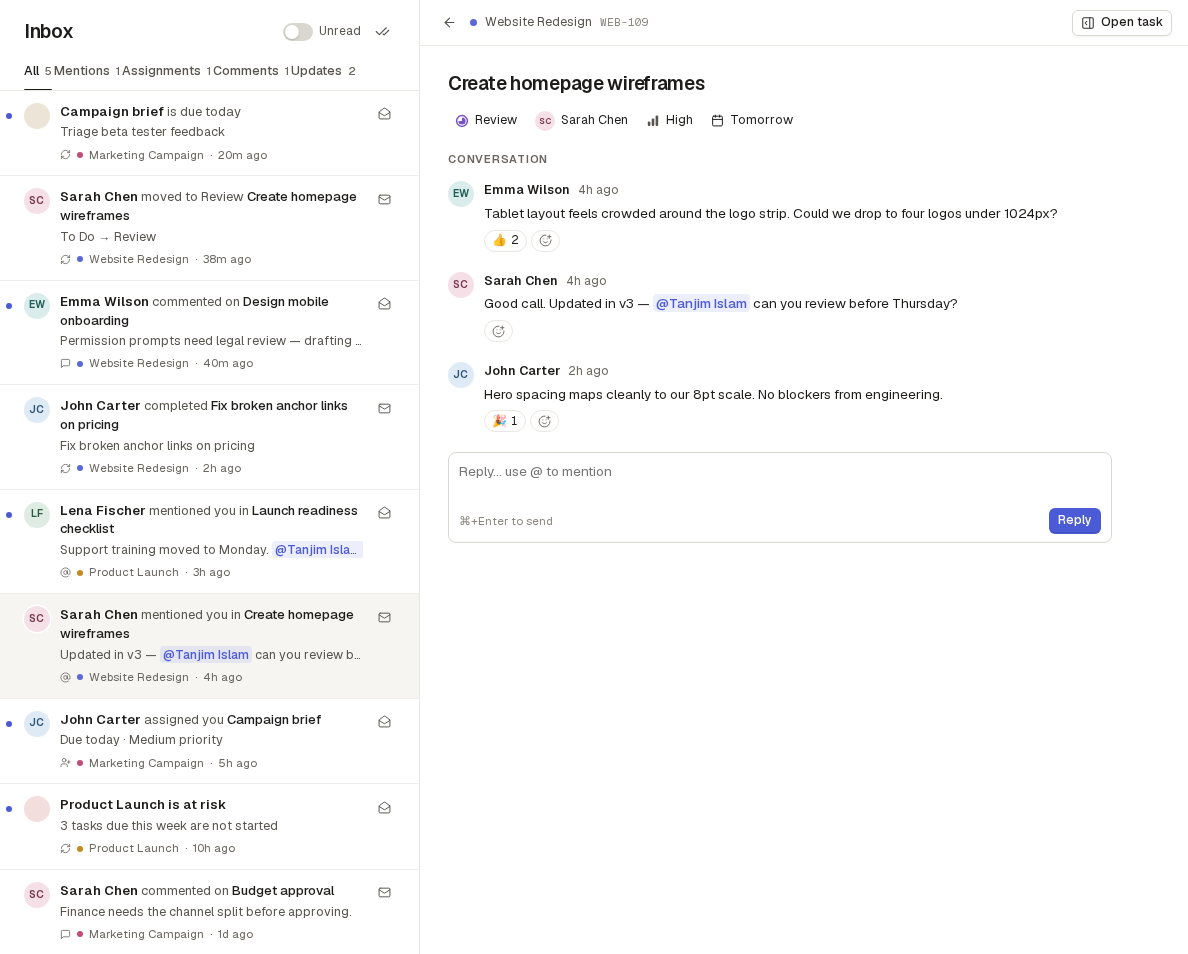 Inbox
Unread
All 5 Mentions 1 Assignments 1 Comments 1 Updates 2
Campaign brief is due today
Triage beta tester feedback
Marketing Campaign · 20m ago
SC
Sarah Chen moved to Review Create homepage
wireframes
To Do → Review
Website Redesign · 38m ago
EW
Emma Wilson commented on Design mobile
onboarding
Permission prompts need legal review — drafting …
Website Redesign · 40m ago
JC
John Carter completed Fix broken anchor links
on pricing
Fix broken anchor links on pricing
Website Redesign · 2h ago
LF
Lena Fischer mentioned you in Launch readiness
checklist
Support training moved to Monday. @Tanjim Isla…
Product Launch · 3h ago
SC
Sarah Chen mentioned you in Create homepage
wireframes
Updated in v3 — @Tanjim Islam can you review b…
Website Redesign · 4h ago
JC
John Carter assigned you Campaign brief
Due today · Medium priority
Marketing Campaign · 5h ago
Product Launch is at risk
3 tasks due this week are not started
Product Launch · 10h ago
SC
Sarah Chen commented on Budget approval
Finance needs the channel split before approving.
Marketing Campaign · 1d ago
Website Redesign WEB-109
Open task
Create homepage wireframes
Review SC Sarah Chen High Tomorrow
CONVERSATION
EW
Emma Wilson 4h ago
Tablet layout feels crowded around the logo strip. Could we drop to four logos under 1024px?
👍 2
SC
Sarah Chen 4h ago
Good call. Updated in v3 — @Tanjim Islam can you review before Thursday?
JC
John Carter 2h ago
Hero spacing maps cleanly to our 8pt scale. No blockers from engineering.
🎉 1
Reply… use @ to mention
⌘+Enter to send
Reply